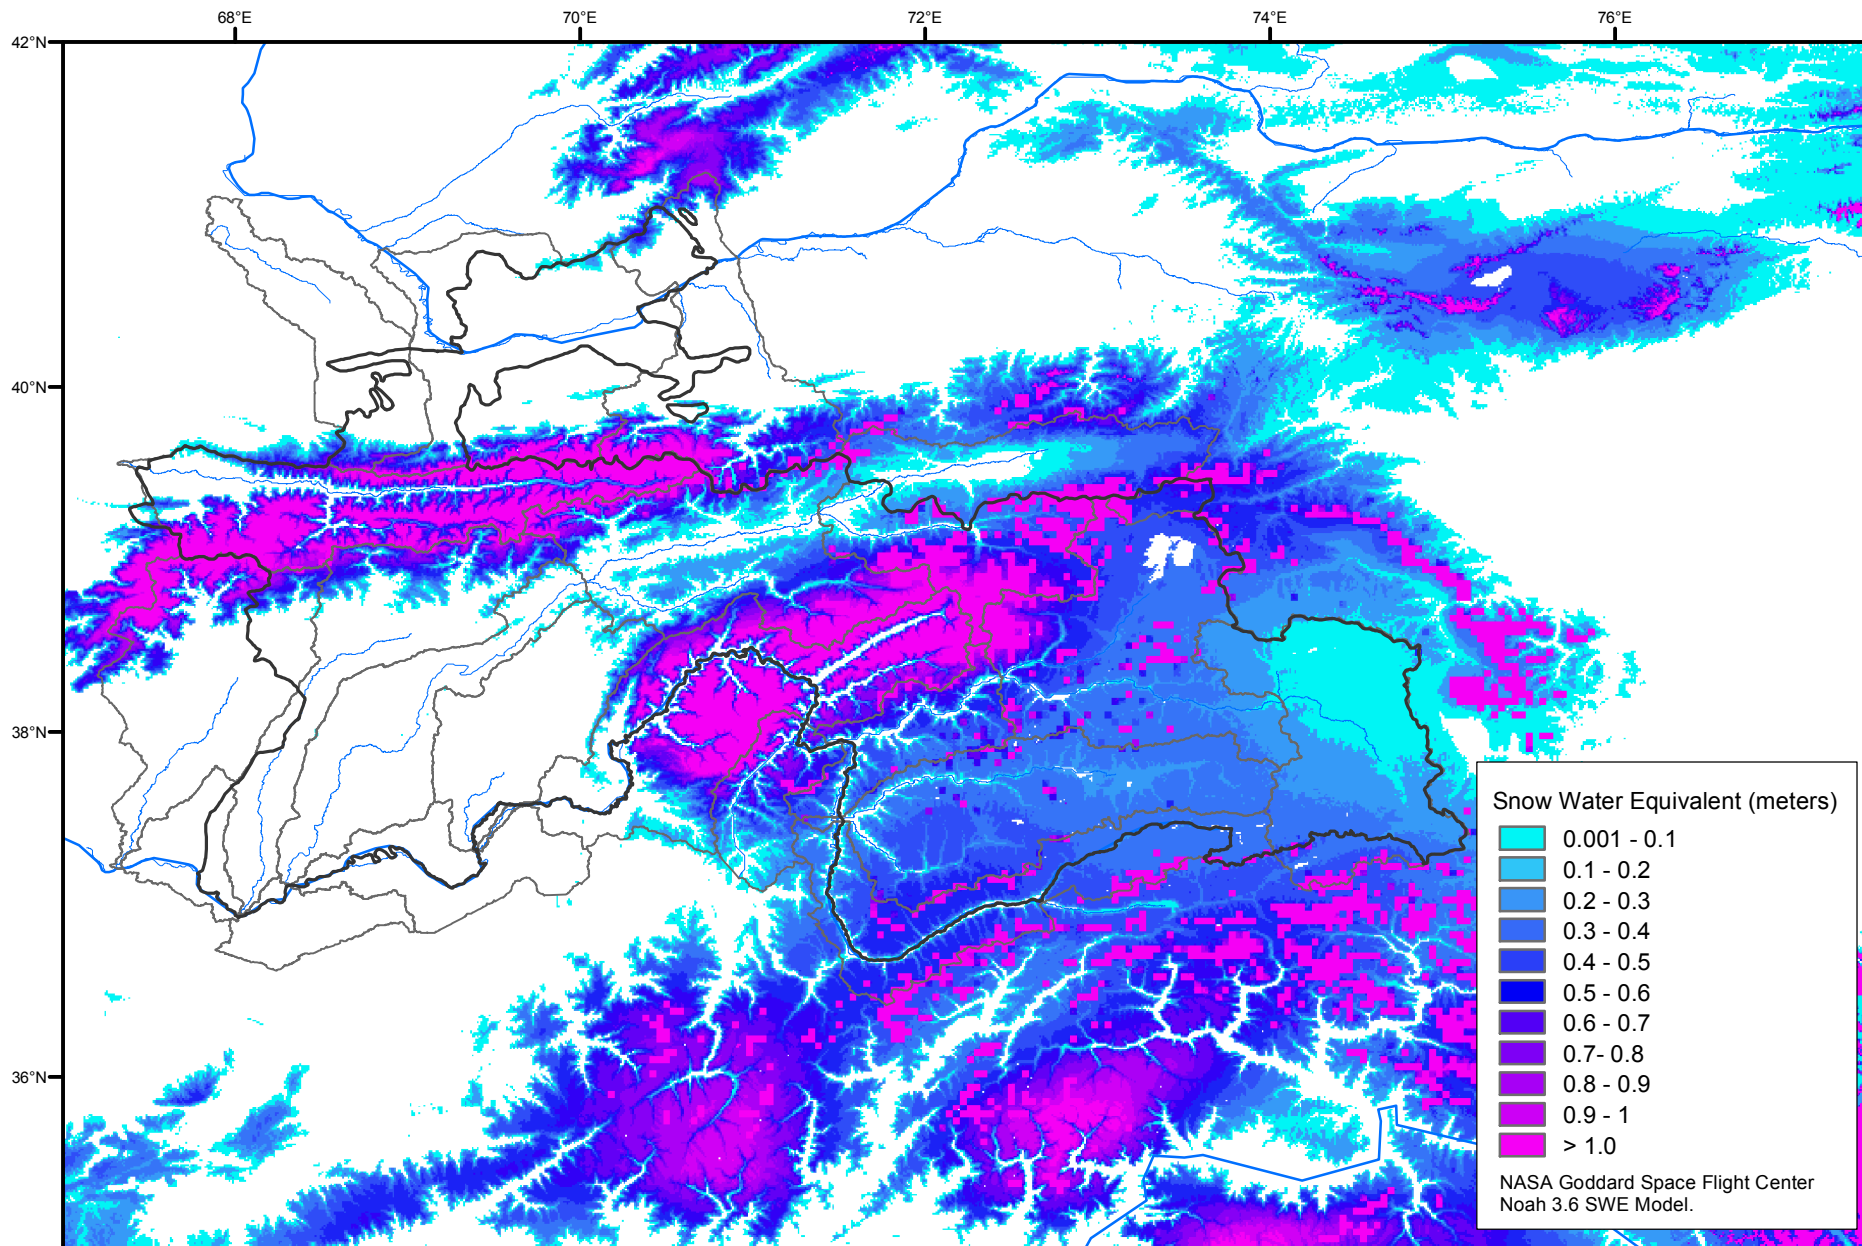 68°E 70°E 72°E 74°E 76°E
42°N
40°N
38°N
36°N
Snow Water Equivalent (meters)
0.001 - 0.1
0.1 - 0.2
0.2 - 0.3
0.3 - 0.4
0.4 - 0.5
0.5 - 0.6
0.6 - 0.7
0.7- 0.8
0.8 - 0.9
0.9 - 1
> 1.0
NASA Goddard Space Flight Center
Noah 3.6 SWE Model.